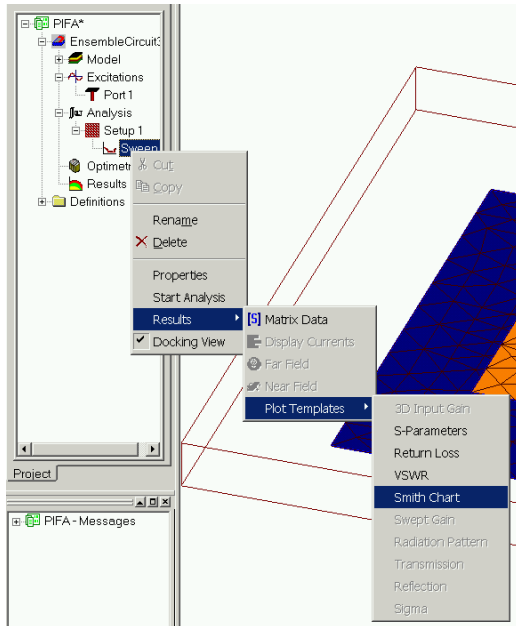 PIFA*
EnsembleCircuit3
Model
Excitations
Port 1
Analysis
Setup 1
Sweep
Optimetr
Results
Definitions
Cut
Copy
Rename
Delete
Properties
Start Analysis
Results
Docking View
[S] Matrix Data
Display Currents
Far Field
Near Field
Plot Templates
3D Input Gain
S-Parameters
Return Loss
VSWR
Smith Chart
Swept Gain
Radiation Pattern
Transmission
Reflection
Sigma
Project
PIFA - Messages